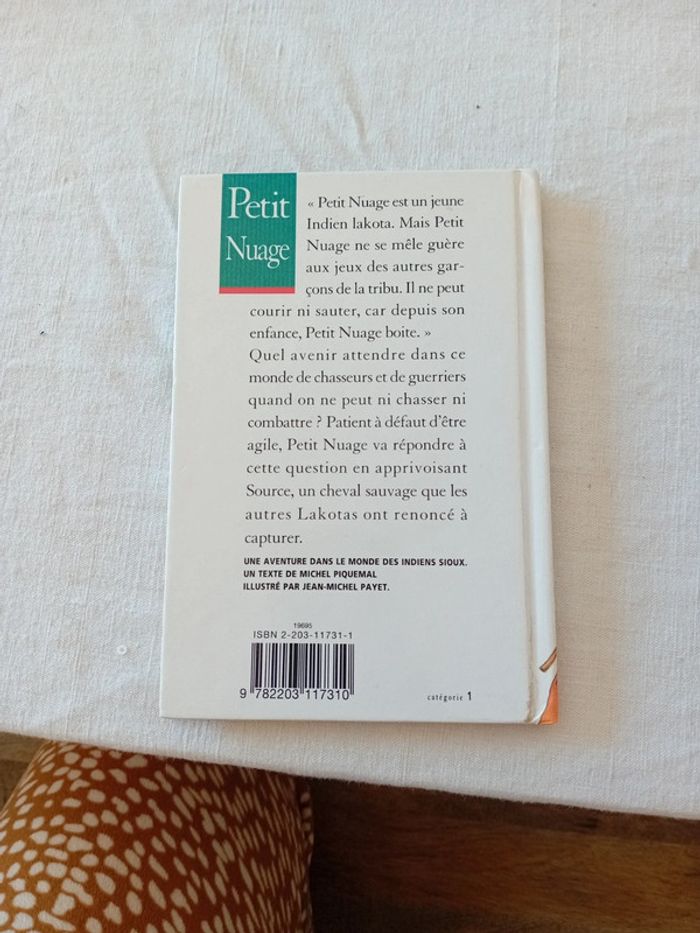 Petit
Nuage
« Petit Nuage est un jeune
Indien lakota. Mais Petit
Nuage ne se mêle guère
aux jeux des autres gar-
çons de la tribu. Il ne peut
courir ni sauter, car depuis son
enfance, Petit Nuage boite. »
Quel avenir attendre dans ce
monde de chasseurs et de guerriers
quand on ne peut ni chasser ni
combattre ? Patient à défaut d'être
agile, Petit Nuage va répondre à
cette question en apprivoisant
Source, un cheval sauvage que les
autres Lakotas ont renoncé à
capturer.
UNE AVENTURE DANS LE MONDE DES INDIENS SIOUX.
UN TEXTE DE MICHEL PIQUEMAL
ILLUSTRÉ PAR JEAN-MICHEL PAYET.
19695
ISBN 2-203-11731-1
9 782203 117310
catégorie 1